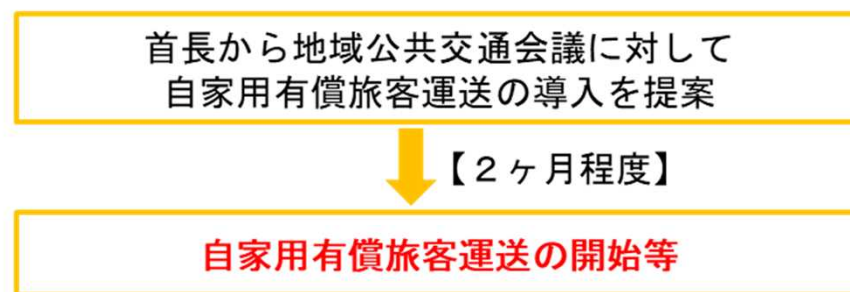 首長から地域公共交通会議に対して
自家用有償旅客運送の導入を提案
【２ヶ月程度】
自家用有償旅客運送の開始等